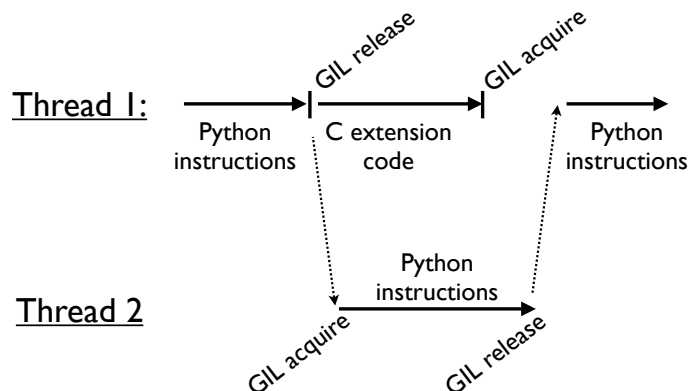 GIL release
GIL acquire
Thread 1:
Python
instructions
C extension
code
Python
instructions
Python
instructions
Thread 2
GIL acquire
GIL release